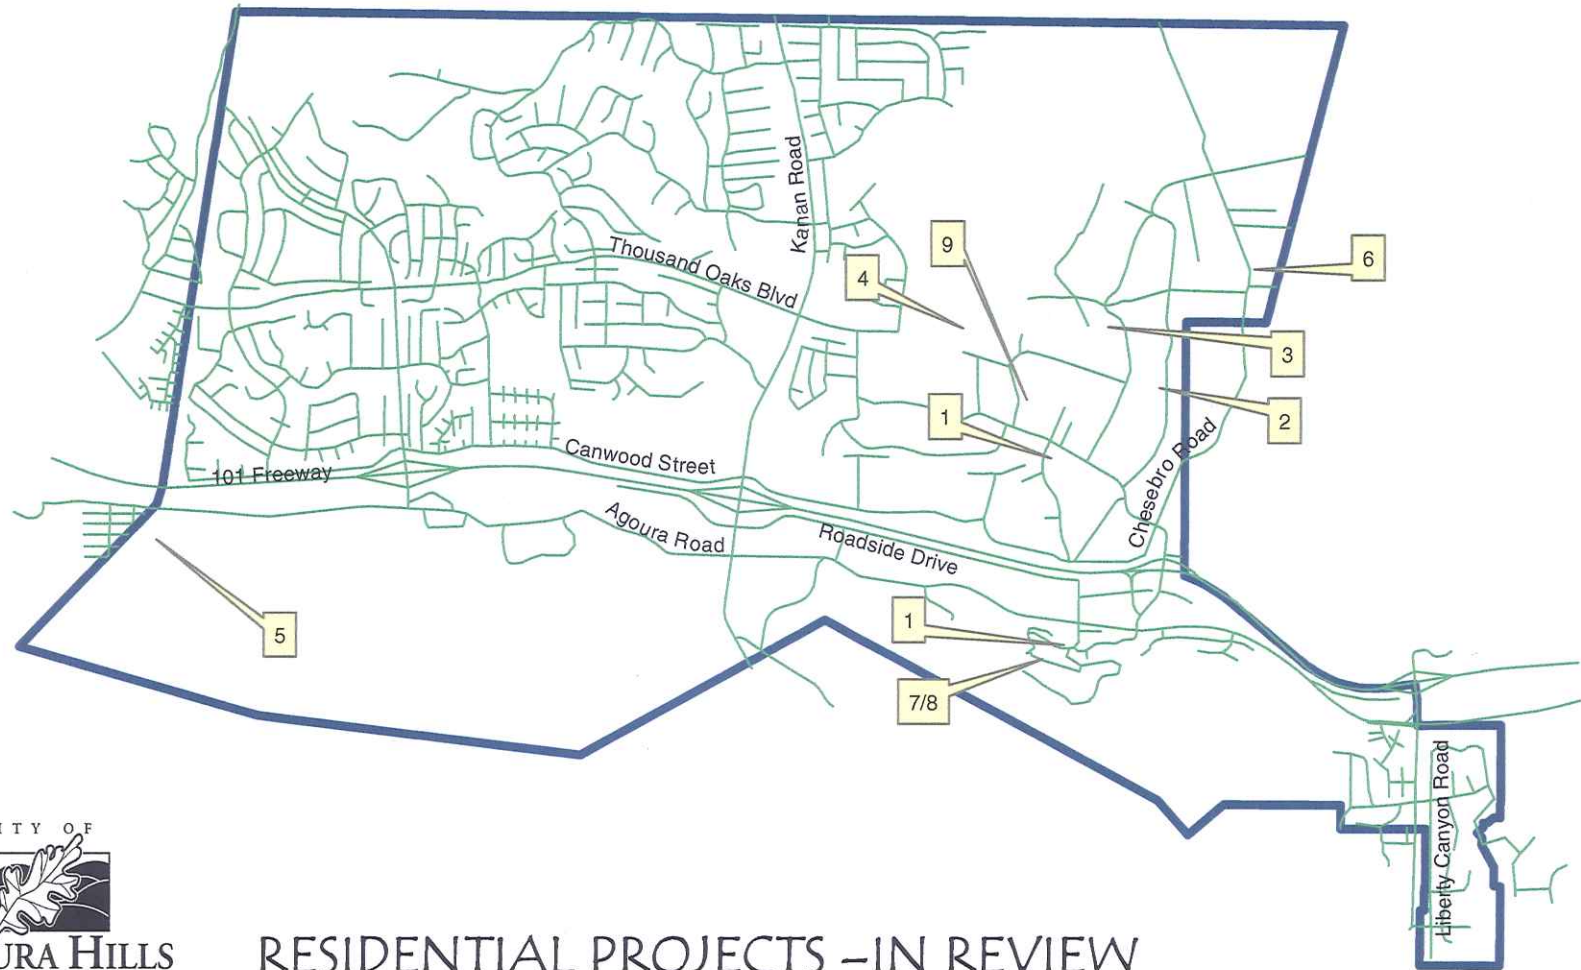 Kanan Road
Thousand Oaks Blvd
9
4
6
3
2
1
101 Freeway
Canwood Street
Chesebro Road
Agoura Road
Roadside Drive
5
1
7/8
Liberty Canyon Road
ITY OF
URA HILLS
RESIDENTIAL PROJECTS –IN REVIEW